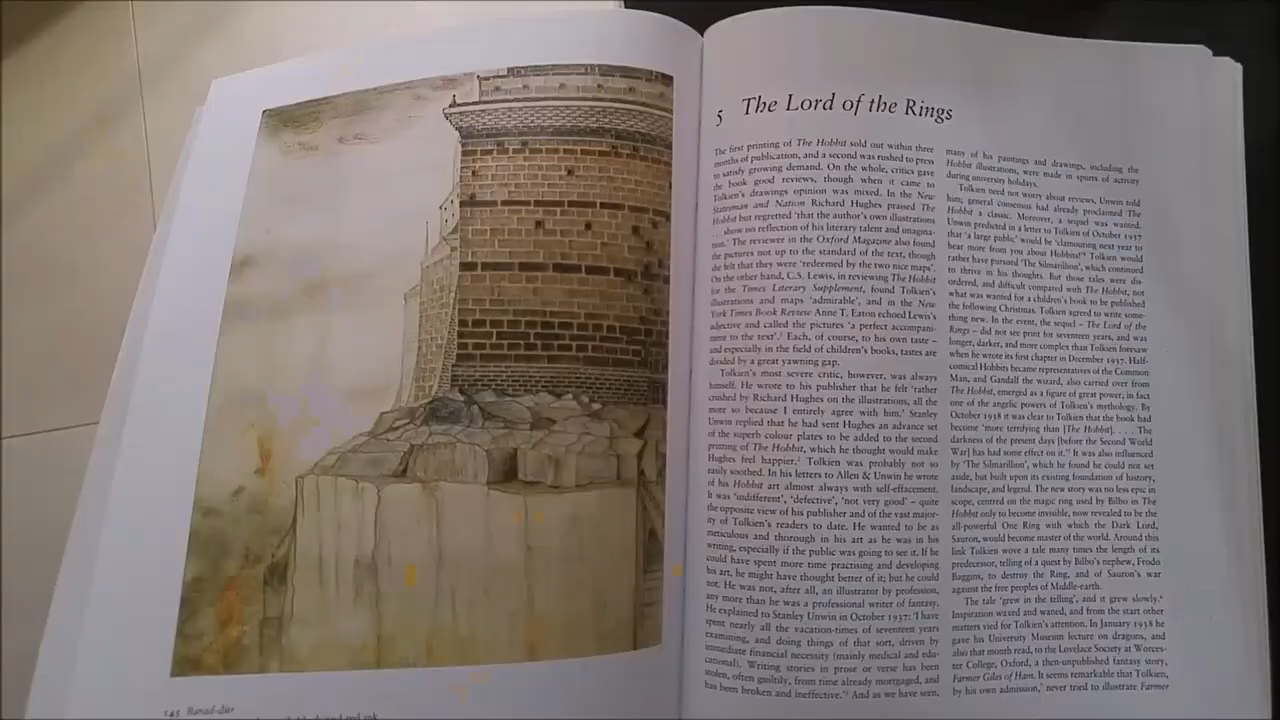 145 Barad-dûr
5 The Lord of the Rings
The first printing of The Hobbit sold out within three
months of publication, and a second was rushed to press
to satisfy growing demand. On the whole, critics gave
the book good reviews, though when it came to
Tolkien's drawings opinion was mixed. In the New
Statesman and Nation Richard Hughes praised The
Hobbit but regretted 'that the author's own illustrations
... show no reflection of his literary talent and imagina-
tion.' The reviewer in the Oxford Magazine also found
the pictures not up to the standard of the text, though
she felt that they were 'redeemed by the two nice maps'.
On the other hand, C.S. Lewis, in reviewing The Hobbit
for the Times Literary Supplement, found Tolkien's
illustrations and maps 'admirable', and in the New
York Times Book Review Anne T. Eaton echoed Lewis's
adjective and called the pictures 'a perfect accompani-
ment to the text'.¹ Each, of course, to his own taste –
and especially in the field of children's books, tastes are
divided by a great yawning gap.
Tolkien's most severe critic, however, was always
himself. He wrote to his publisher that he felt 'rather
crushed by Richard Hughes on the illustrations, all the
more so because I entirely agree with him.' Stanley
Unwin replied that he had sent Hughes an advance set
of the superb colour plates to be added to the second
printing of The Hobbit, which he thought would make
Hughes feel happier.² Tolkien was probably not so
easily soothed. In his letters to Allen & Unwin he wrote
of his Hobbit art almost always with self-effacement.
It was 'indifferent', 'defective', 'not very good' – quite
the opposite view of his publisher and of the vast major-
ity of Tolkien's readers to date. He wanted to be as
meticulous and thorough in his art as he was in his
writing, especially if the public was going to see it. If he
could have spent more time practising and developing
his art, he might have thought better of it; but he could
not. He was not, after all, an illustrator by profession,
any more than he was a professional writer of fantasy.
He explained to Stanley Unwin in October 1937: 'I have
spent nearly all the vacation-times of seventeen years
examining, and doing things of that sort, driven by
immediate financial necessity (mainly medical and edu-
cational). Writing stories in prose or verse has been
stolen, often guiltily, from time already mortgaged, and
has been broken and ineffective.'³ And as we have seen,
many of his paintings and drawings, including the
Hobbit illustrations, were made in spurts of activity
during university holidays.
Tolkien need not worry about reviews, Unwin told
him; general consensus had already proclaimed The
Hobbit a classic. Moreover, a sequel was wanted.
Unwin predicted in a letter to Tolkien of October 1937
that 'a large public' would be 'clamouring next year to
hear more from you about Hobbits!'⁴ Tolkien would
rather have pursued 'The Silmarillion', which continued
to thrive in his thoughts. But those tales were dis-
ordered, and difficult compared with The Hobbit, not
what was wanted for a children's book to be published
the following Christmas. Tolkien agreed to write some-
thing new. In the event, the sequel – The Lord of the
Rings – did not see print for seventeen years, and was
longer, darker, and more complex than Tolkien foresaw
when he wrote its first chapter in December 1937. Half-
comical Hobbits became representatives of the Common
Man, and Gandalf the wizard, also carried over from
The Hobbit, emerged as a figure of great power, in fact
one of the angelic powers of Tolkien's mythology. By
October 1938 it was clear to Tolkien that the book had
become 'more terrifying than [The Hobbit]. . . . The
darkness of the present days [before the Second World
War] has had some effect on it.'⁵ It was also influenced
by 'The Silmarillion', which he found he could not set
aside, but built upon its existing foundation of history,
landscape, and legend. The new story was no less epic in
scope, centred on the magic ring used by Bilbo in The
Hobbit only to become invisible, now revealed to be the
all-powerful One Ring with which the Dark Lord,
Sauron, would become master of the world. Around this
link Tolkien wove a tale many times the length of its
predecessor, telling of a quest by Bilbo's nephew, Frodo
Baggins, to destroy the Ring, and of Sauron's war
against the free peoples of Middle-earth.
The tale 'grew in the telling', and it grew slowly.⁶
Inspiration waxed and waned, and from the start other
matters vied for Tolkien's attention. In January 1938 he
gave his University Museum lecture on dragons, and
also that month read, to the Lovelace Society at Worces-
ter College, Oxford, a then-unpublished fantasy story,
Farmer Giles of Ham. It seems remarkable that Tolkien,
by his own admission,⁷ never tried to illustrate Farmer